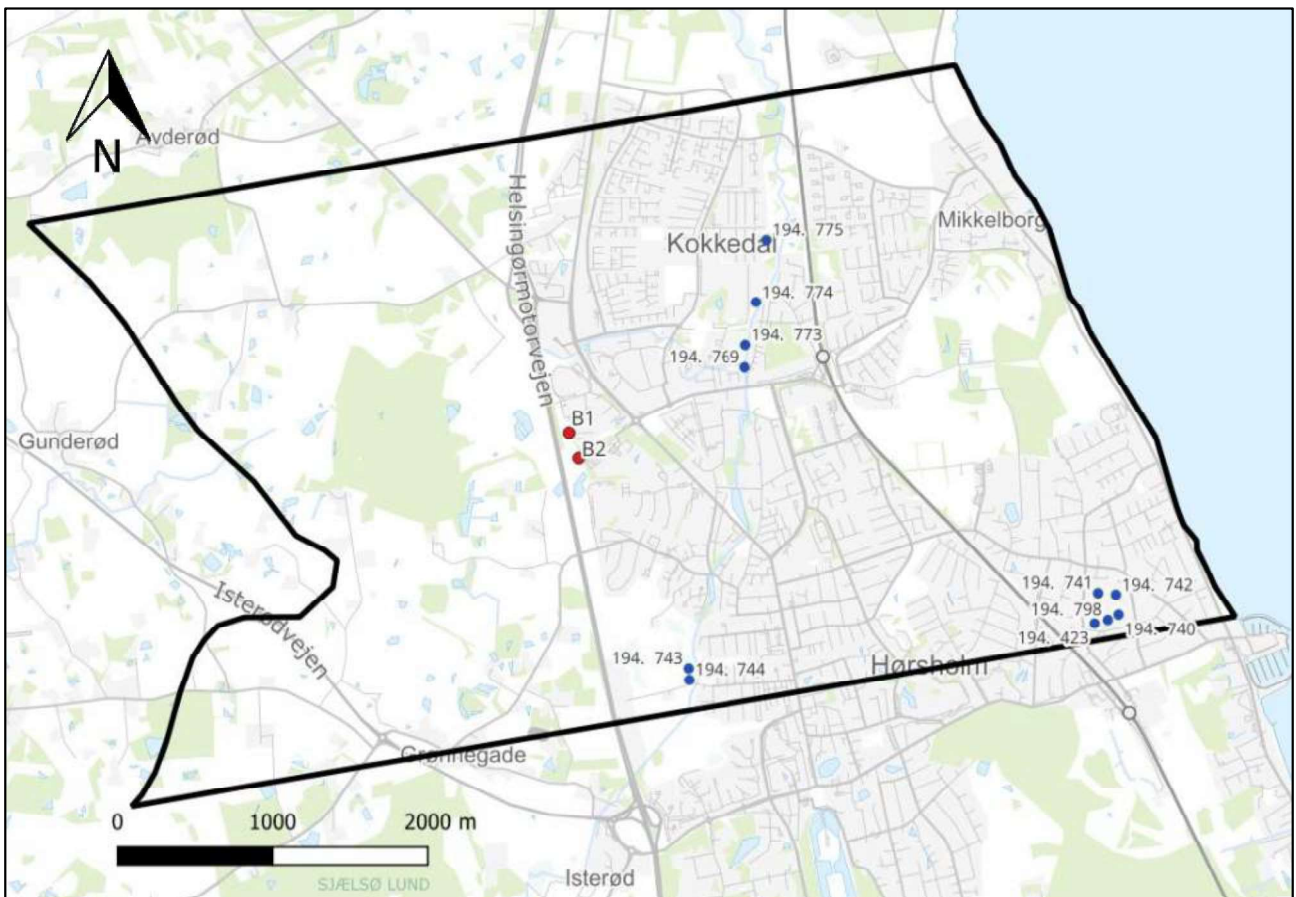 Avderød
N
Helsingørmotorvejen
Mikkelborg
194. 775
Kokkedal
194. 774
194. 773
194. 769
B1
Gunderød
B2
194. 741
194. 742
Isterødvejen
194. 798
194. 740
194. 423
194. 743
194. 744
Hørsholm
Grønnegade
0
1000
2000 m
SJÆLSØ LUND
Isterød